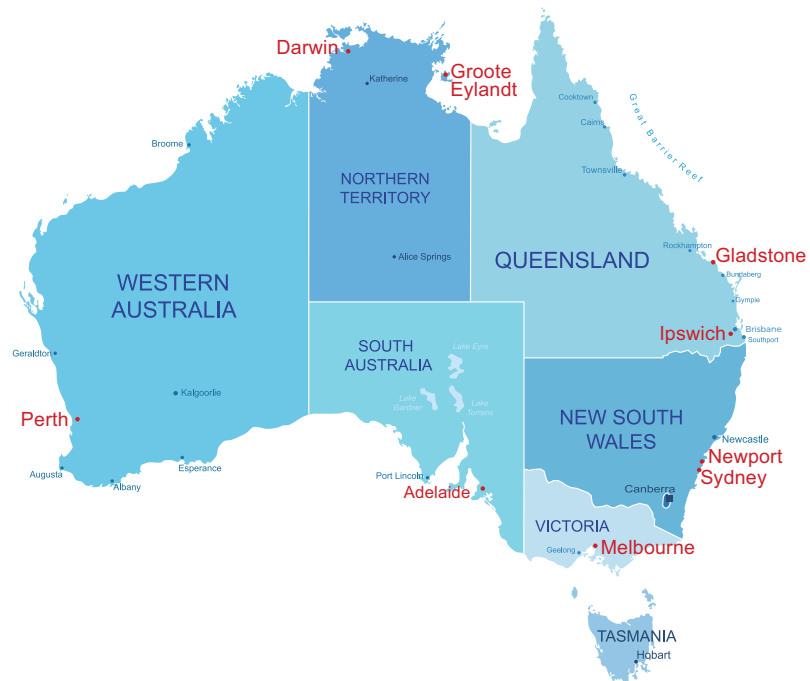 Darwin
Groote
Eylandt
Katherine
Cooktown
Great Barrier Reef
Cairns
Broome
Townsville
NORTHERN
TERRITORY
Rockhampton
Gladstone
Alice Springs
QUEENSLAND
Bundaberg
WESTERN
AUSTRALIA
Gympie
Ipswich
Brisbane
Southport
SOUTH
AUSTRALIA
Lake Eyre
Geraldton
Kalgoorlie
Lake
Gardner
Lake
Torrens
Perth
NEW SOUTH
WALES
Newcastle
Newport
Sydney
Esperance
Augusta
Albany
Port Lincoln
Adelaide
Canberra
VICTORIA
Melbourne
Geelong
TASMANIA
Hobart